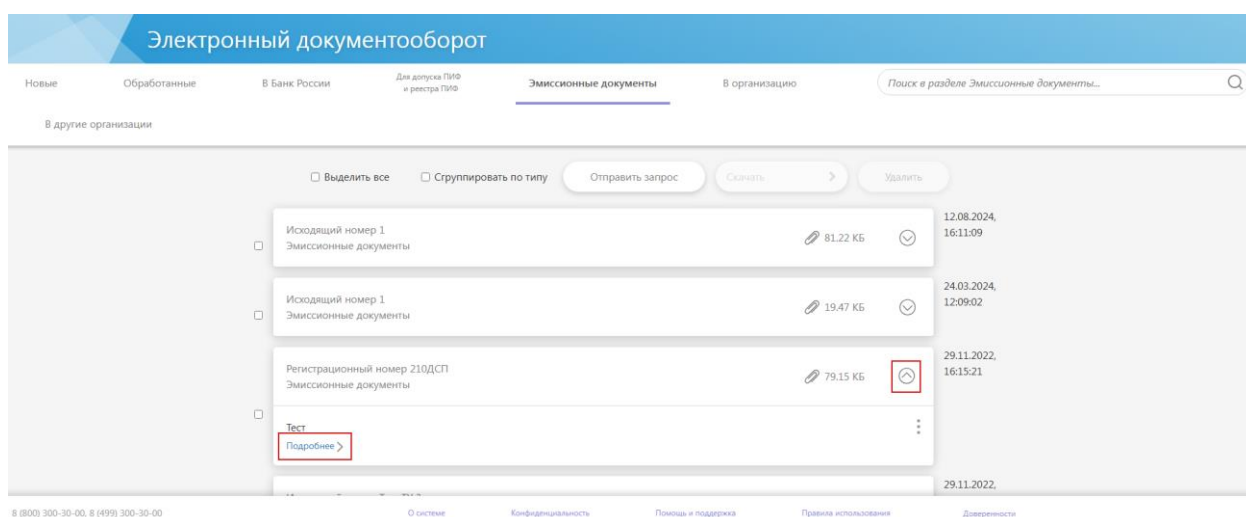 Электронный документооборот
Новые
Обработанные
В Банк России
Для допуска ПИФ
и реестра ПИФ
Эмиссионные документы
В организацию
Поиск в разделе Эмиссионные документы...
В другие организации
Выделить все
Сгруппировать по типу
Отправить запрос
Скачать
Удалить
Исходящий номер 1
Эмиссионные документы
81.22 КБ
12.08.2024,
16:11:09
Исходящий номер 1
Эмиссионные документы
19.47 КБ
24.03.2024,
12:09:02
Регистрационный номер 210ДСП
Эмиссионные документы
79.15 КБ
29.11.2022,
16:15:21
Тест
Подробнее
29.11.2022,
8 (800) 300-30-00, 8 (499) 300-30-00
О системе
Конфиденциальность
Помощь и поддержка
Правила использования
Доверенности